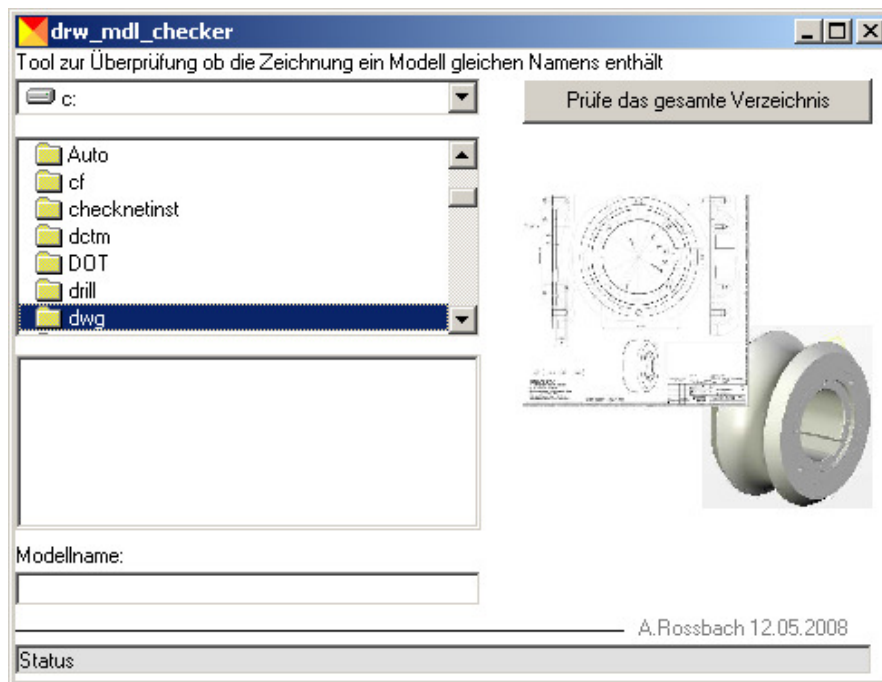 drw_mdl_checker
Tool zur Überprüfung ob die Zeichnung ein Modell gleichen Namens enthält
c:
Prüfe das gesamte Verzeichnis
Auto
cf
checknetinst
dctm
DOT
drill
dwg
Modellname:
A.Rossbach 12.05.2008
Status